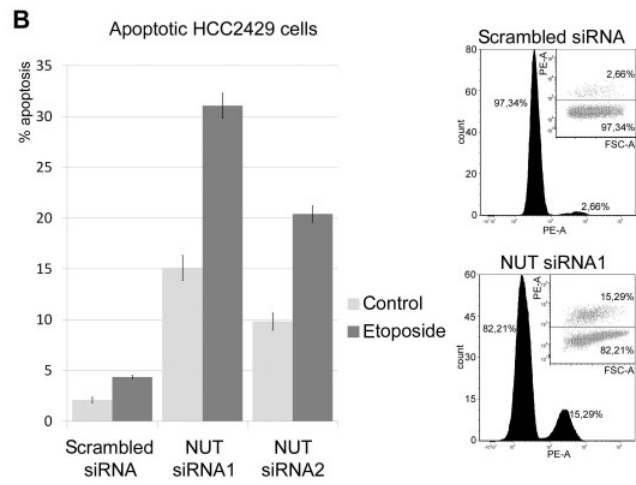 B
Apoptotic HCC2429 cells
% apoptosis
35
30
25
20
15
10
5
0
Scrambled
siRNA
NUT
siRNA1
NUT
siRNA2
Control
Etoposide
Scrambled siRNA
80
60
40
20
0
count
PE-A
97,34%
2,66%
PE-A
2,66%
97,34%
FSC-A
NUT siRNA1
60
45
30
15
0
count
PE-A
82,21%
15,29%
PE-A
15,29%
82,21%
FSC-A